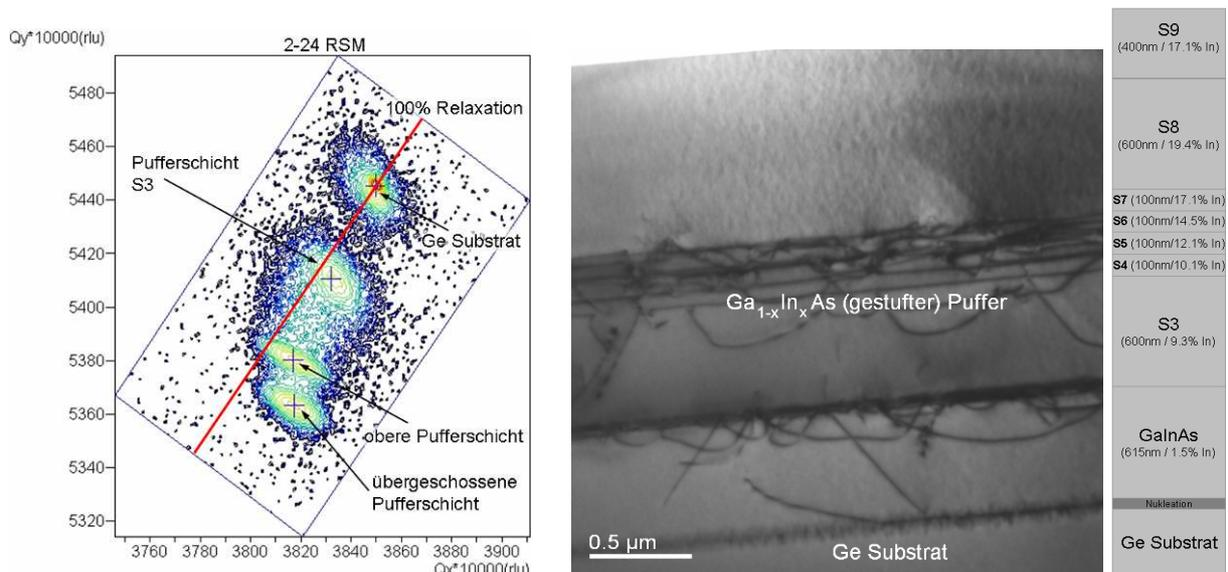 2-24 RSM
Qy*10000(rlu)
5480
5460
5440
5420
5400
5380
5360
5340
5320
100% Relaxation
Pufferschicht
S3
Ge Substrat
obere Pufferschicht
übergeschossene
Pufferschicht
3760
3780
3800
3820
3840
3860
3880
3900
Qx*10000(rlu)
Ga1-xInxAs (gestufter) Puffer
0.5 µm
Ge Substrat
S9
(400nm / 17.1% In)
S8
(600nm / 19.4% In)
S7 (100nm/17.1% In)
S6 (100nm/14.5% In)
S5 (100nm/12.1% In)
S4 (100nm/10.1% In)
S3
(600nm / 9.3% In)
GaInAs
(615nm / 1.5% In)
Nukleation
Ge Substrat